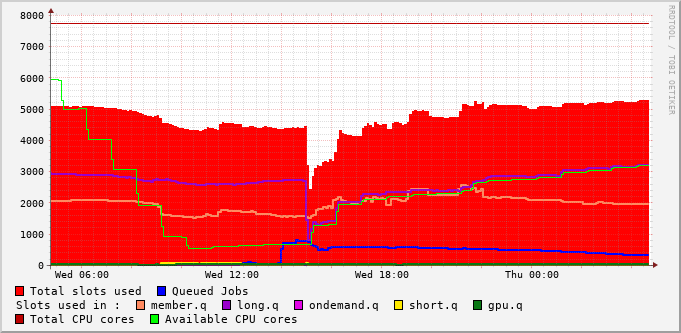 8000
7000
6000
5000
4000
3000
2000
1000
0
Wed 06:00 Wed 12:00 Wed 18:00 Thu 00:00
RRDTOOL / TOBI OETIKER
Total slots used Queued Jobs
Slots used in : member.q long.q ondemand.q short.q gpu.q
Total CPU cores Available CPU cores